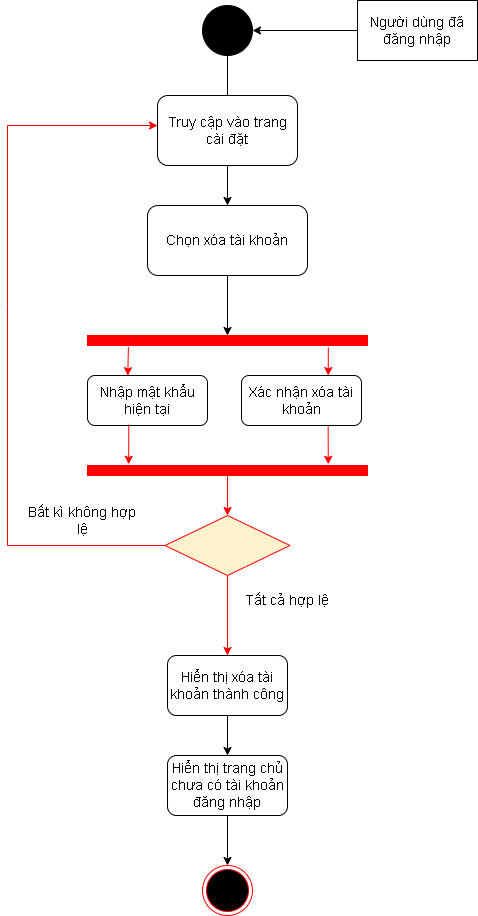 Người dùng đã
đăng nhập
Truy cập vào trang
cài đặt
Chọn xóa tài khoản
Nhập mật khẩu
hiện tại
Xác nhận xóa tài
khoản
Bất kì không hợp
lệ
Tất cả hợp lệ
Hiển thị xóa tài
khoản thành công
Hiển thị trang chủ
chưa có tài khoản
đăng nhập